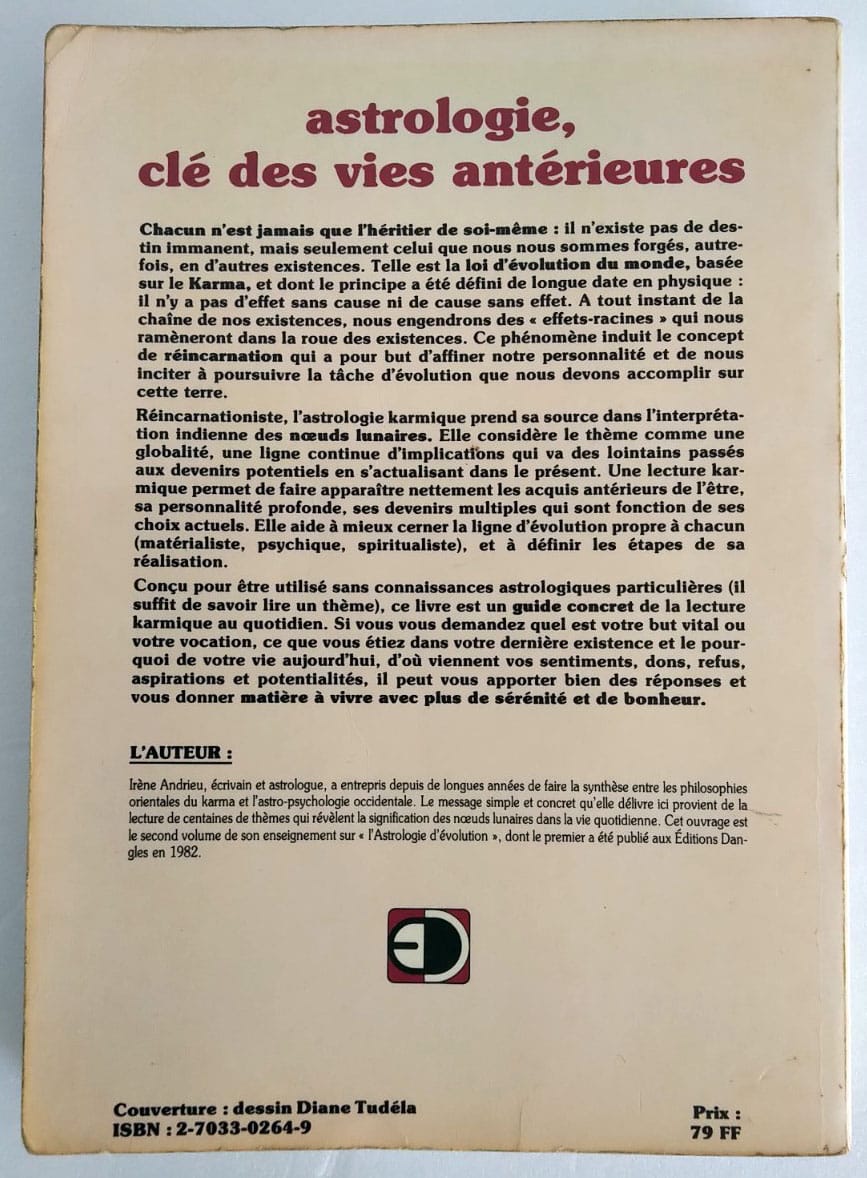 astrologie,
clé des vies antérieures
Chacun n'est jamais que l'héritier de soi-même : il n'existe pas de des-
tin immanent, mais seulement celui que nous nous sommes forgés, autre-
fois, en d'autres existences. Telle est la loi d'évolution du monde, basée
sur le Karma, et dont le principe a été défini de longue date en physique :
il n'y a pas d'effet sans cause ni de cause sans effet. A tout instant de la
chaîne de nos existences, nous engendrons des « effets-racines » qui nous
ramèneront dans la roue des existences. Ce phénomène induit le concept
de réincarnation qui a pour but d'affiner notre personnalité et de nous
inciter à poursuivre la tâche d'évolution que nous devons accomplir sur
cette terre.
Réincarnationiste, l'astrologie karmique prend sa source dans l'interpréta-
tion indienne des nœuds lunaires. Elle considère le thème comme une
globalité, une ligne continue d'implications qui va des lointains passés
aux devenirs potentiels en s'actualisant dans le présent. Une lecture kar-
mique permet de faire apparaître nettement les acquis antérieurs de l'être,
sa personnalité profonde, ses devenirs multiples qui sont fonction de ses
choix actuels. Elle aide à mieux cerner la ligne d'évolution propre à chacun
(matérialiste, psychique, spiritualiste), et à définir les étapes de sa
réalisation.
Conçu pour être utilisé sans connaissances astrologiques particulières (il
suffit de savoir lire un thème), ce livre est un guide concret de la lecture
karmique au quotidien. Si vous vous demandez quel est votre but vital ou
votre vocation, ce que vous étiez dans votre dernière existence et le pour-
quoi de votre vie aujourd'hui, d'où viennent vos sentiments, dons, refus,
aspirations et potentialités, il peut vous apporter bien des réponses et
vous donner matière à vivre avec plus de sérénité et de bonheur.
L'AUTEUR :
Irène Andrieu, écrivain et astrologue, a entrepris depuis de longues années de faire la synthèse entre les philosophies
orientales du karma et l'astro-psychologie occidentale. Le message simple et concret qu'elle délivre ici provient de la
lecture de centaines de thèmes qui révèlent la signification des nœuds lunaires dans la vie quotidienne. Cet ouvrage est
le second volume de son enseignement sur « l'Astrologie d'évolution », dont le premier a été publié aux Éditions Dan-
gles en 1982.
Couverture : dessin Diane Tudéla
ISBN : 2-7033-0264-9
Prix :
79 FF